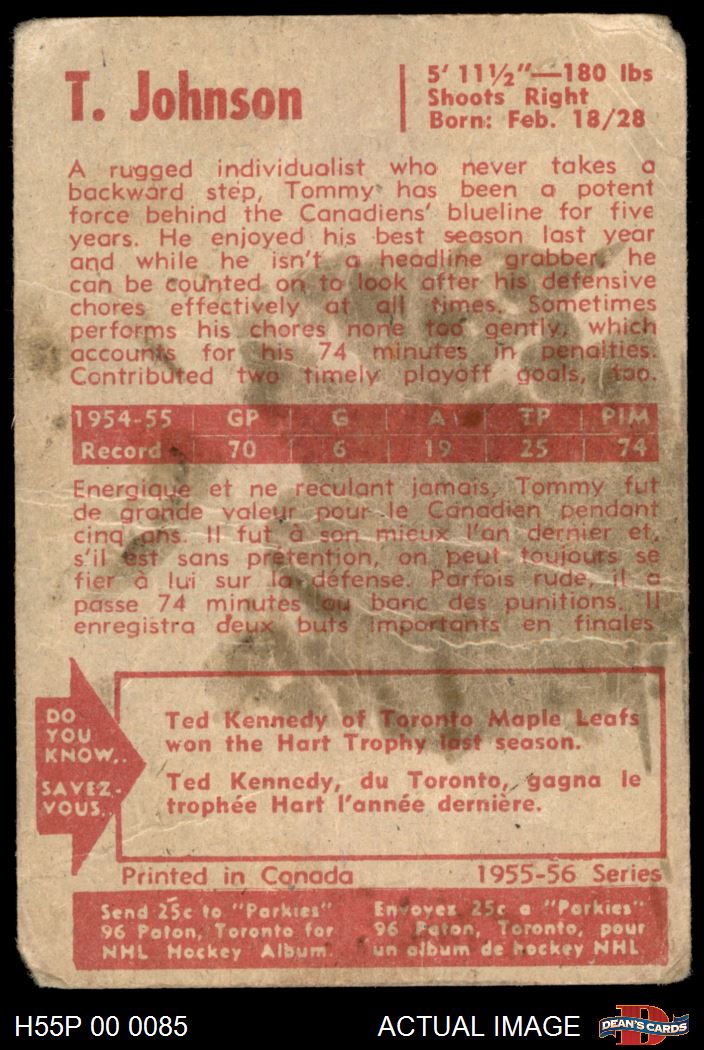 T. Johnson
5' 11½"—180 lbs
Shoots Right
Born: Feb. 18/28
A rugged individualist who never takes a
backward step, Tommy has been a potent
force behind the Canadiens' blueline for five
years. He enjoyed his best season last year
and while he isn't a headline grabber, he
can be counted on to look after his defensive
chores effectively at all times. Sometimes
performs his chores none too gently, which
accounts for his 74 minutes in penalties.
Contributed two timely playoff goals, too.
1954-55 GP G A TP PIM
Record 70 6 19 25 74
Energique et ne reculant jamais, Tommy fut
de grande valeur pour le Canadien pendant
cinq ans. Il fut à son mieux l'an dernier et,
s'il est sans prétention, on peut toujours se
fier à lui sur la défense. Parfois rude, il a
passe 74 minutes au banc des punitions. Il
enregistra deux buts importants en finales
DO
YOU
KNOW..
SAVEZ-
VOUS..
Ted Kennedy of Toronto Maple Leafs
won the Hart Trophy last season.
Ted Kennedy, du Toronto, gagna le
trophée Hart l'année dernière.
Printed in Canada 1955-56 Series
Send 25c to "Parkies"
96 Paton, Toronto for
NHL Hockey Album.
Envoyez 25c a "Parkies"
96 Paton, Toronto, pour
un album de hockey NHL
H55P 00 0085 ACTUAL IMAGE
D
DEAN'S CARDS